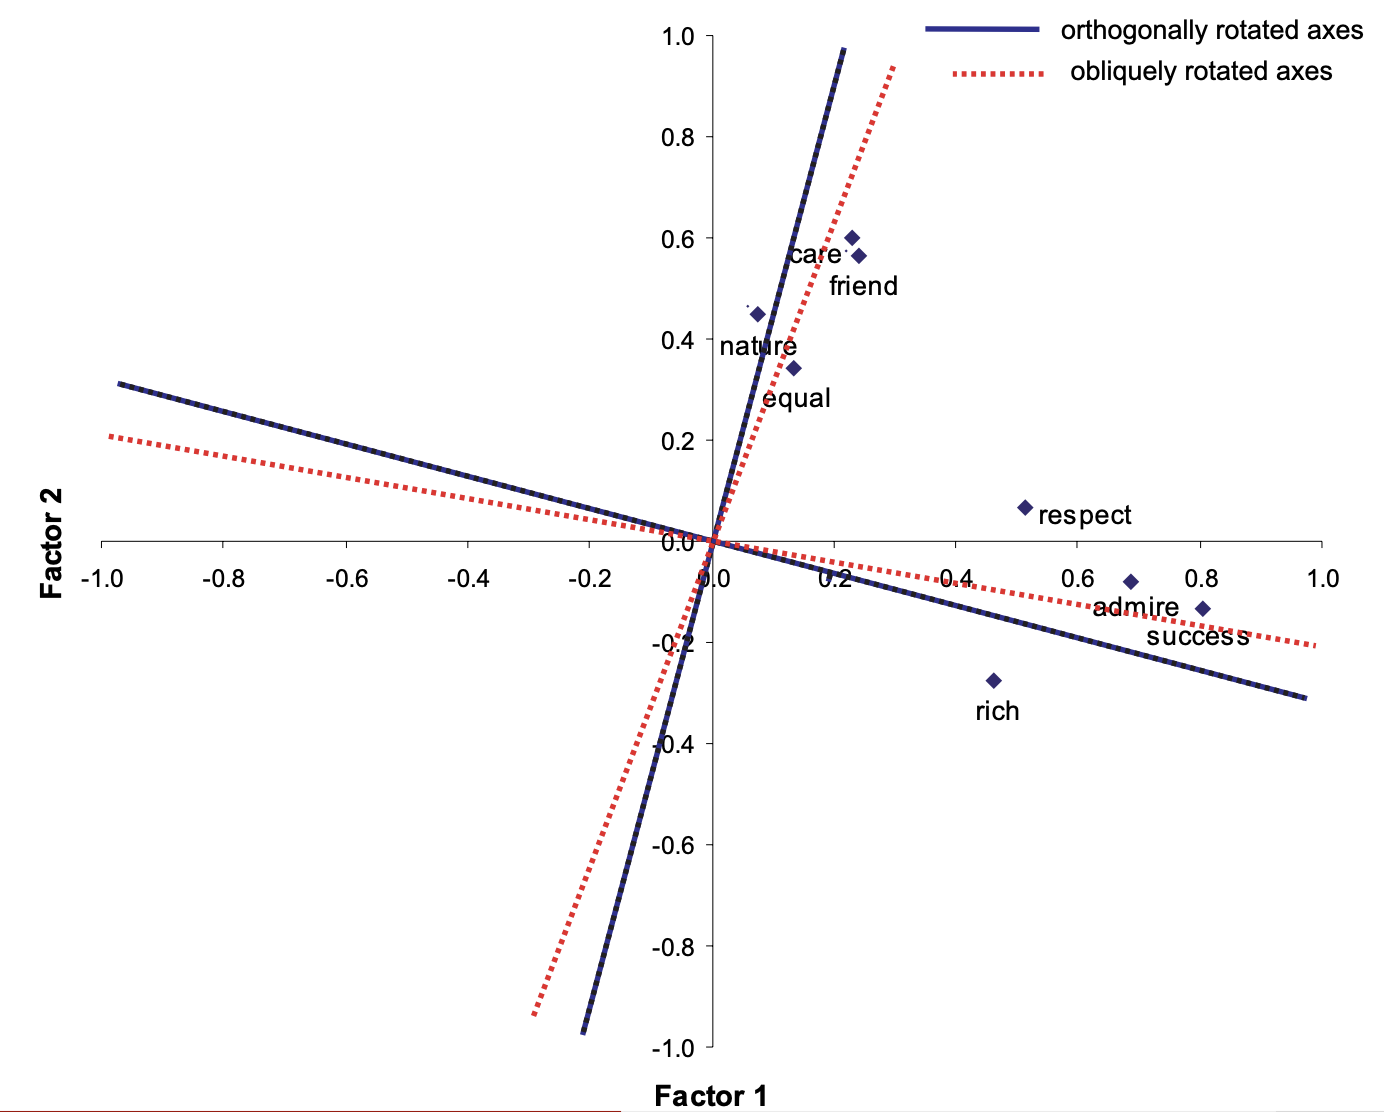 orthogonally rotated axes
obliquely rotated axes
1.0
0.8
0.6
care
friend
0.4
nature
equal
0.2
respect
0.0
-1.0 -0.8 -0.6 -0.4 -0.2 0.0 0.2 0.4 0.6 0.8 1.0
admire
success
-0.2
rich
-0.4
-0.6
-0.8
-1.0
Factor 2
Factor 1